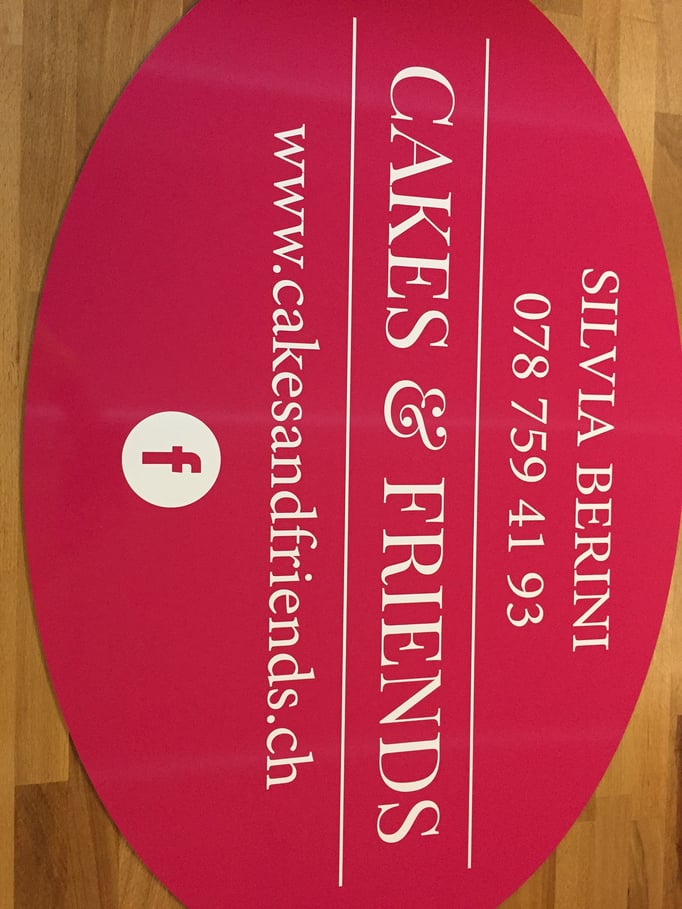 SILVIA BERINI
078 759 41 93
CAKES & FRIENDS
www.cakesandfriends.ch
f